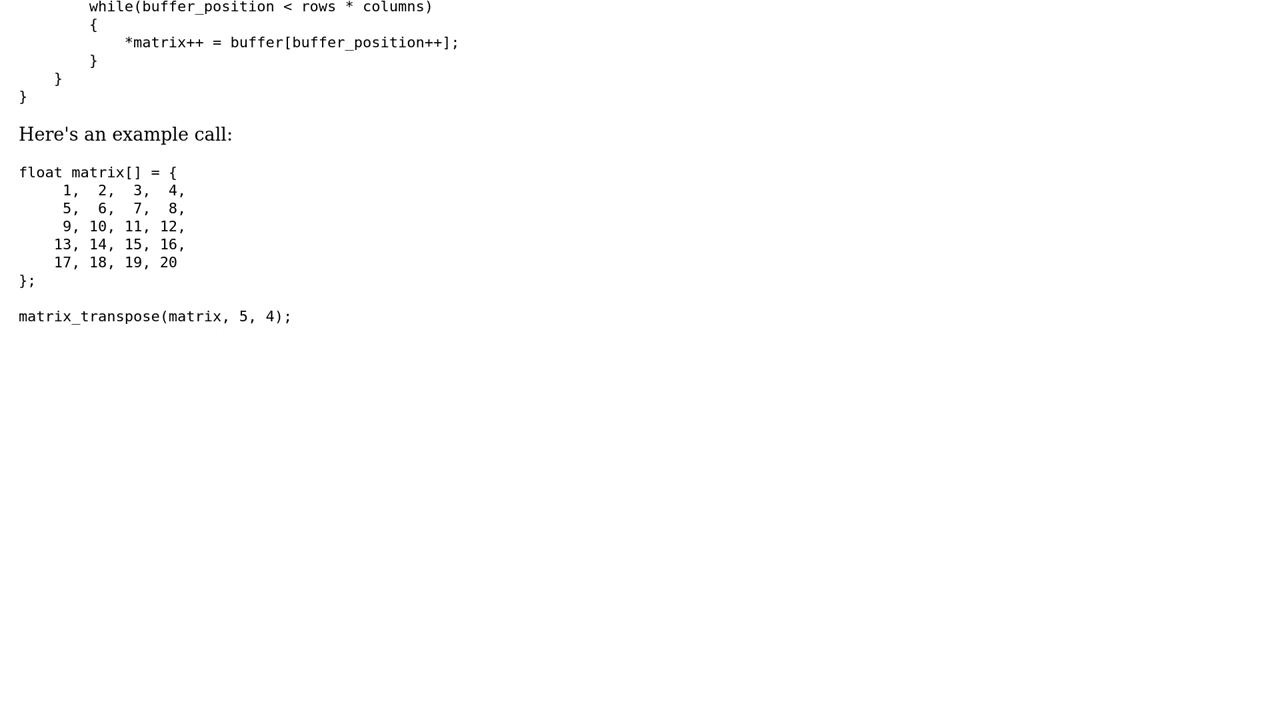 while(buffer_position < rows * columns)
        {
            *matrix++ = buffer[buffer_position++];
        }
    }
}
Here's an example call:
float matrix[] = {
     1,  2,  3,  4,
     5,  6,  7,  8,
     9, 10, 11, 12,
    13, 14, 15, 16,
    17, 18, 19, 20
};
matrix_transpose(matrix, 5, 4);